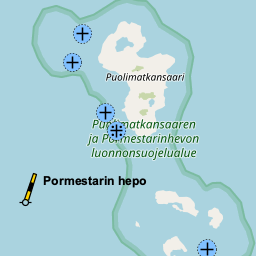 Puolimatkansaari
Puolimatkansaaren
ja Pormestarinhevon
luonnonsuojelualue
Pormestarin hepo